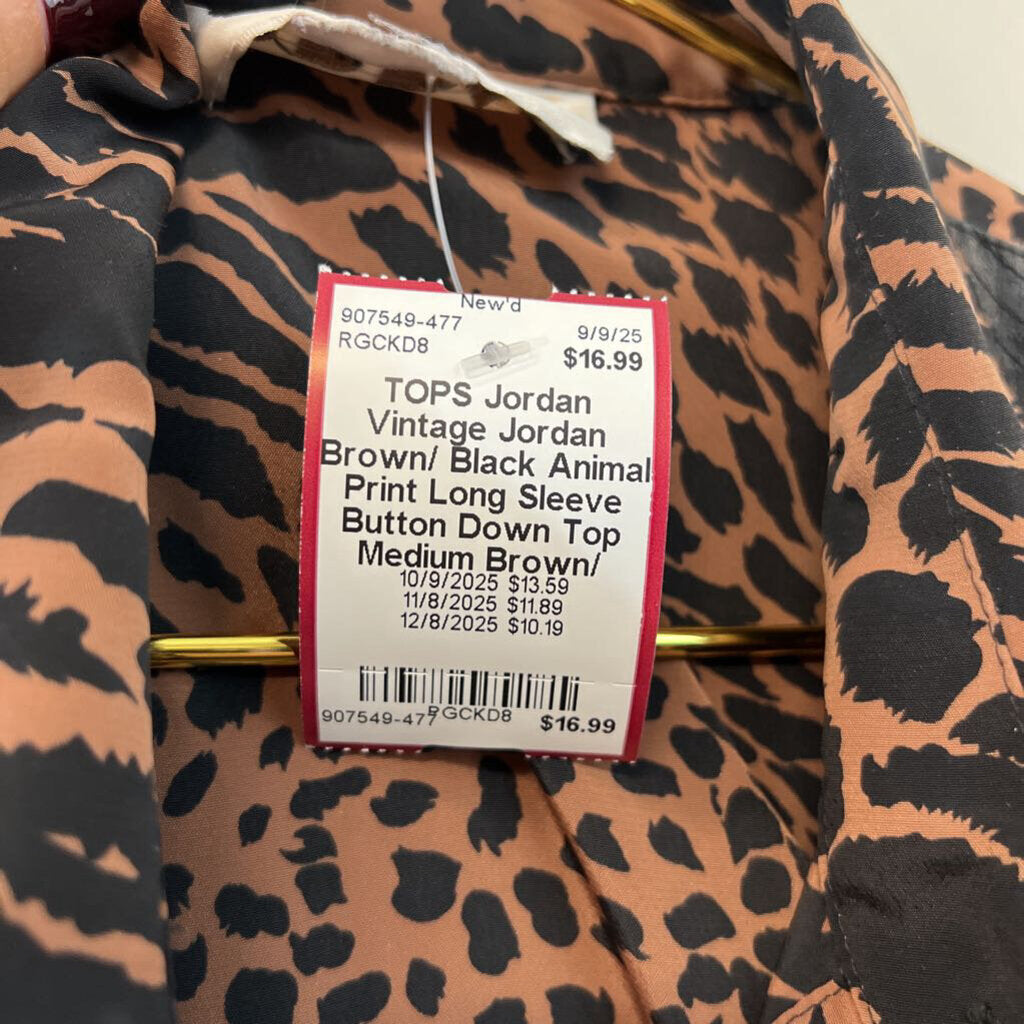 New'd
907549-477 9/9/25
RGCKD8 $16.99
TOPS Jordan
Vintage Jordan
Brown/ Black Animal
Print Long Sleeve
Button Down Top
Medium Brown/
10/9/2025 $13.59
11/8/2025 $11.89
12/8/2025 $10.19
907549-477 RGCKD8 $16.99